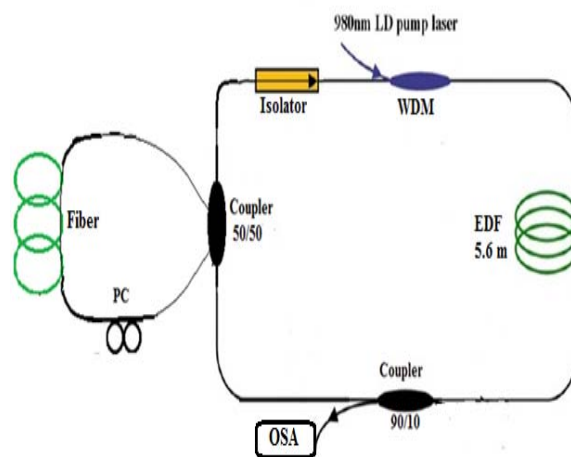 980nm LD pump laser
Isolator
WDM
Coupler
50/50
Fiber
EDF
5.6 m
PC
Coupler
90/10
OSA